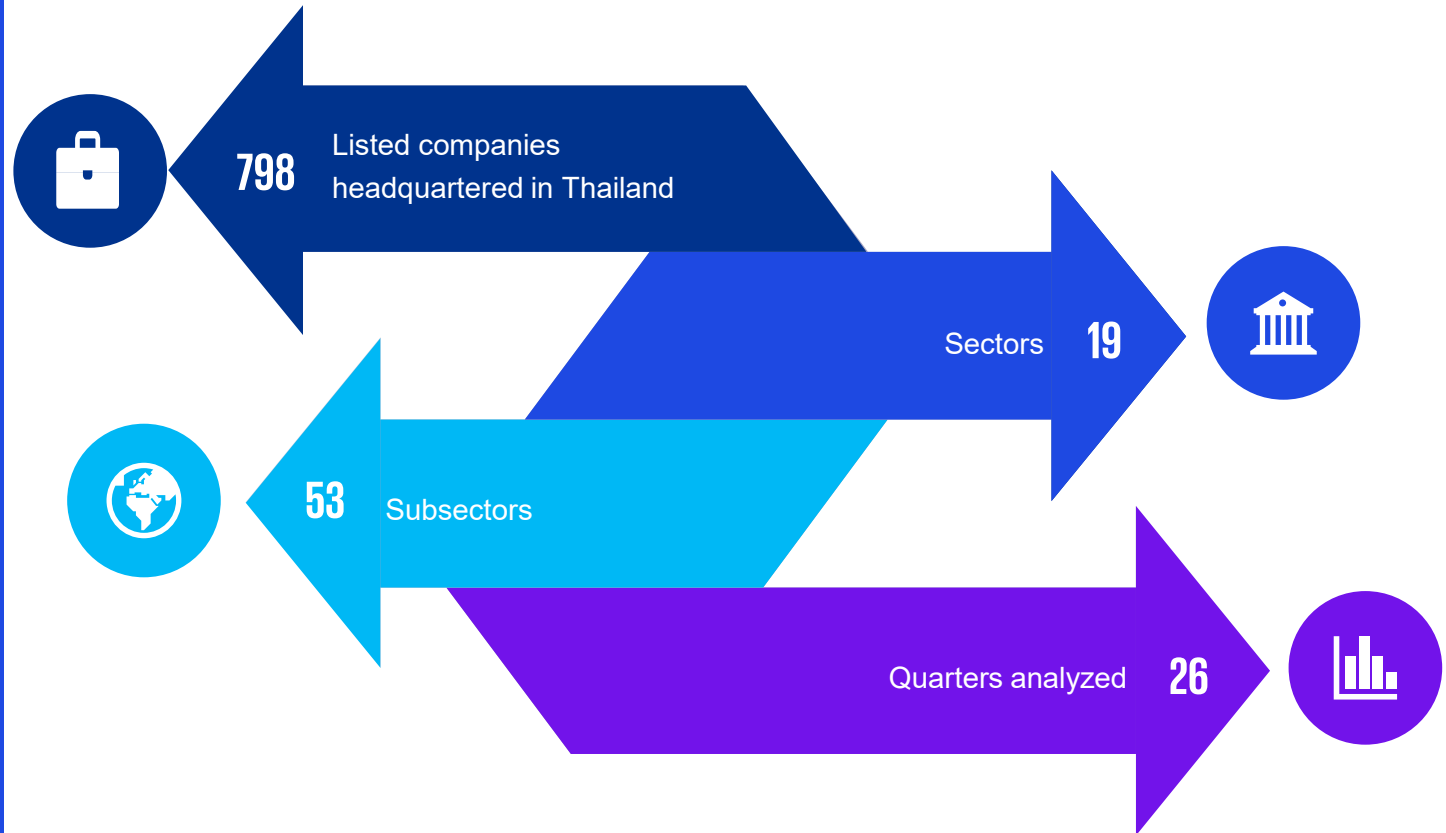 798
Listed companies
headquartered in Thailand
Sectors
19
53
Subsectors
Quarters analyzed
26